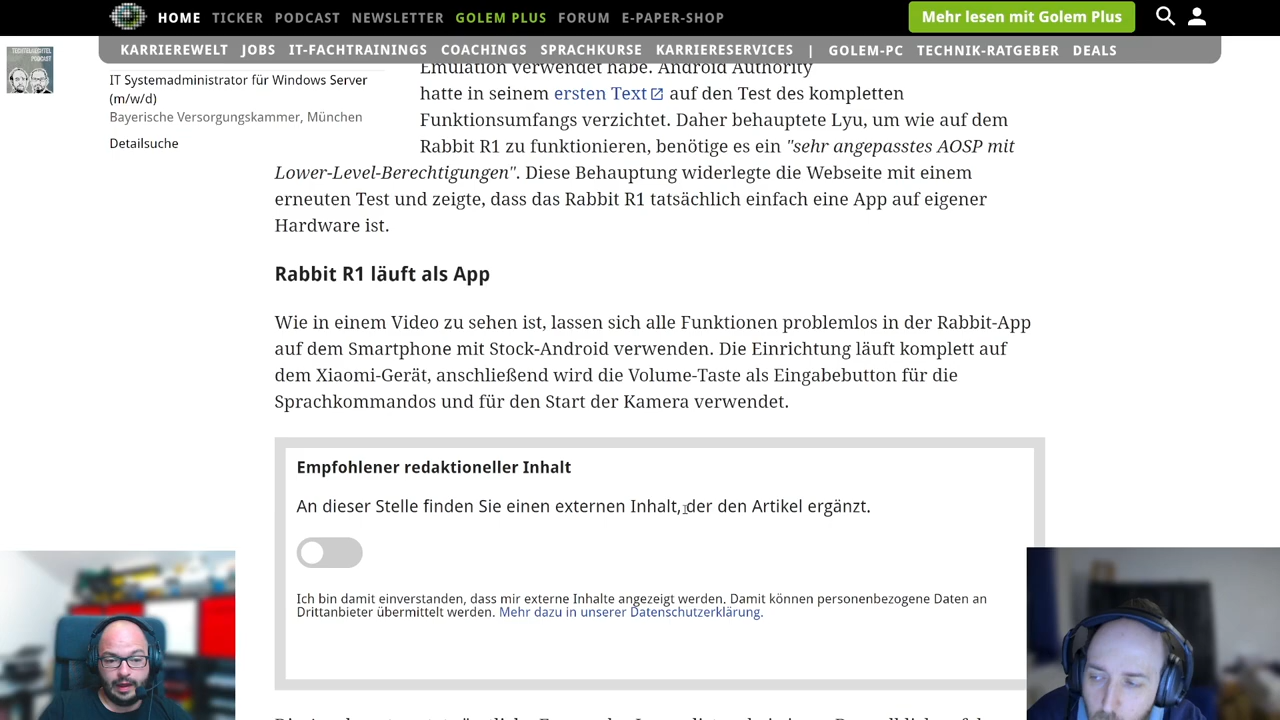 HOME TICKER PODCAST NEWSLETTER GOLEM PLUS FORUM E-PAPER-SHOP
Mehr lesen mit Golem Plus
KARRIEREWELT JOBS IT-FACHTRAININGS COACHINGS SPRACHKURSE KARRIERESERVICES | GOLEM-PC TECHNIK-RATGEBER DEALS
TECHTELMECHTEL
PODCAST
IT Systemadministrator für Windows Server
(m/w/d)
Bayerische Versorgungskammer, München
Detailsuche
Emulation verwendet habe. Android Authority
hatte in seinem ersten Text auf den Test des kompletten
Funktionsumfangs verzichtet. Daher behauptete Lyu, um wie auf dem
Rabbit R1 zu funktionieren, benötige es ein "sehr angepasstes AOSP mit
Lower-Level-Berechtigungen". Diese Behauptung widerlegte die Webseite mit einem
erneuten Test und zeigte, dass das Rabbit R1 tatsächlich einfach eine App auf eigener
Hardware ist.
Rabbit R1 läuft als App
Wie in einem Video zu sehen ist, lassen sich alle Funktionen problemlos in der Rabbit-App
auf dem Smartphone mit Stock-Android verwenden. Die Einrichtung läuft komplett auf
dem Xiaomi-Gerät, anschließend wird die Volume-Taste als Eingabebutton für die
Sprachkommandos und für den Start der Kamera verwendet.
Empfohlener redaktioneller Inhalt
An dieser Stelle finden Sie einen externen Inhalt, der den Artikel ergänzt.
Ich bin damit einverstanden, dass mir externe Inhalte angezeigt werden. Damit können personenbezogene Daten an
Drittanbieter übermittelt werden. Mehr dazu in unserer Datenschutzerklärung.